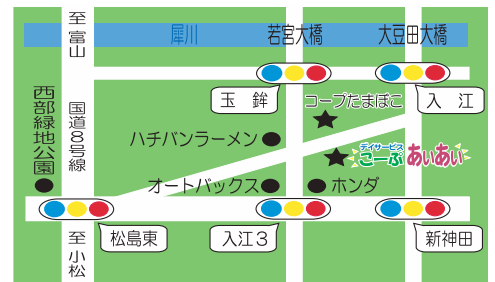 至富山
犀川
若宮大橋
大豆田大橋
玉鉾
コープたまぼこ
入江
西部緑地公園
国道8号線
ハチバンラーメン
デイサービス
こーぷ あいあい
オートバックス
ホンダ
至小松
松島東
入江3
新神田